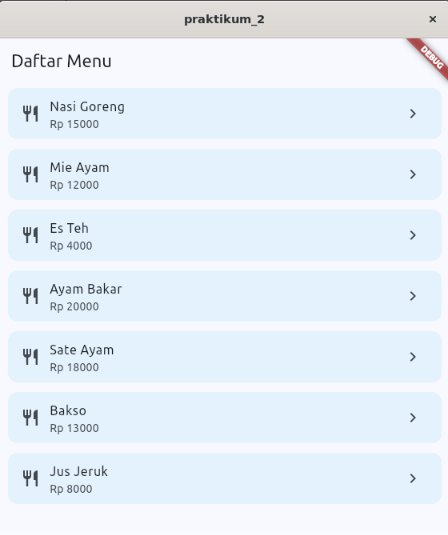 praktikum_2
DEBUG
Daftar Menu
Nasi Goreng
Rp 15000
Mie Ayam
Rp 12000
Es Teh
Rp 4000
Ayam Bakar
Rp 20000
Sate Ayam
Rp 18000
Bakso
Rp 13000
Jus Jeruk
Rp 8000